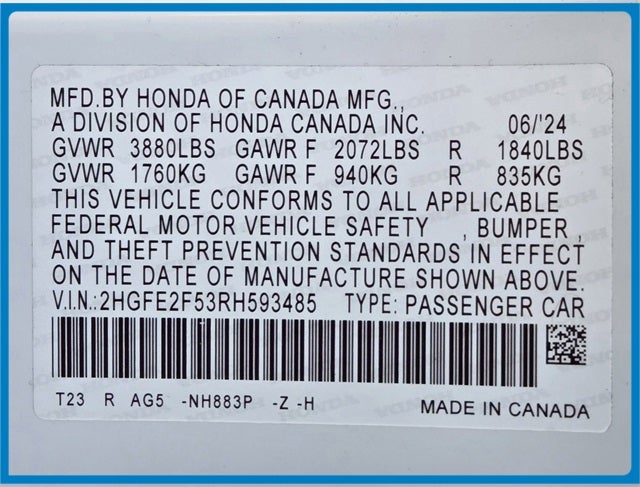 MFD.BY HONDA OF CANADA MFG.,
A DIVISION OF HONDA CANADA INC. 06/'24
GVWR 3880LBS GAWR F 2072LBS R 1840LBS
GVWR 1760KG GAWR F 940KG R 835KG
THIS VEHICLE CONFORMS TO ALL APPLICABLE
FEDERAL MOTOR VEHICLE SAFETY , BUMPER ,
AND THEFT PREVENTION STANDARDS IN EFFECT
ON THE DATE OF MANUFACTURE SHOWN ABOVE.
V.I.N.:2HGFE2F53RH593485 TYPE: PASSENGER CAR
T23 R AG5 -NH883P -Z -H MADE IN CANADA